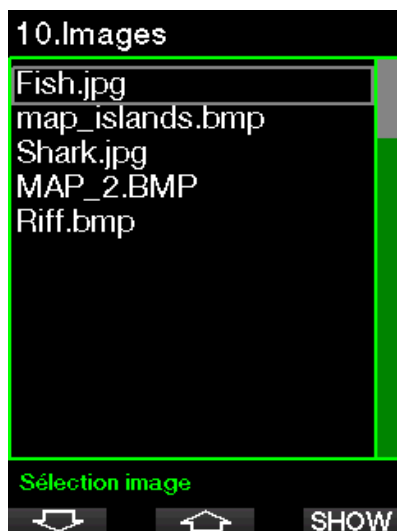 10.Images
Fish.jpg
map_islands.bmp
Shark.jpg
MAP_2.BMP
Riff.bmp
Sélection image
SHOW